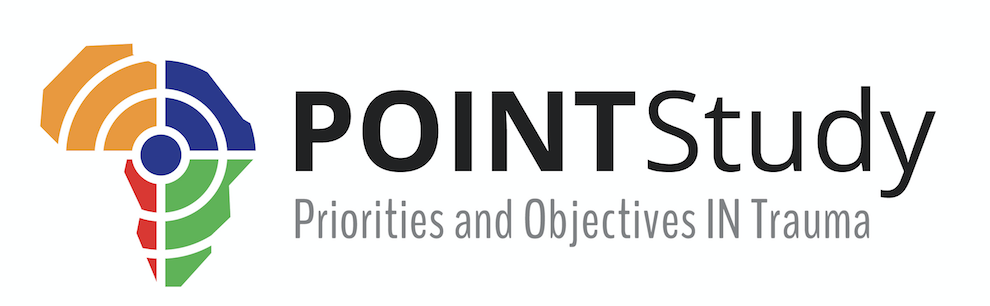 POINTStudy
Priorities and Objectives IN Trauma